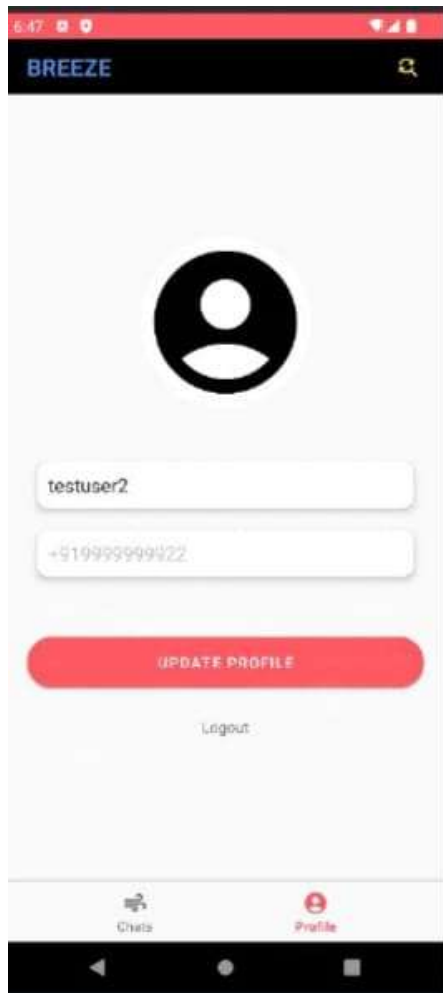 6:47
BREEZE
testuser2
+919999999922
UPDATE PROFILE
Logout
Chats
Profile